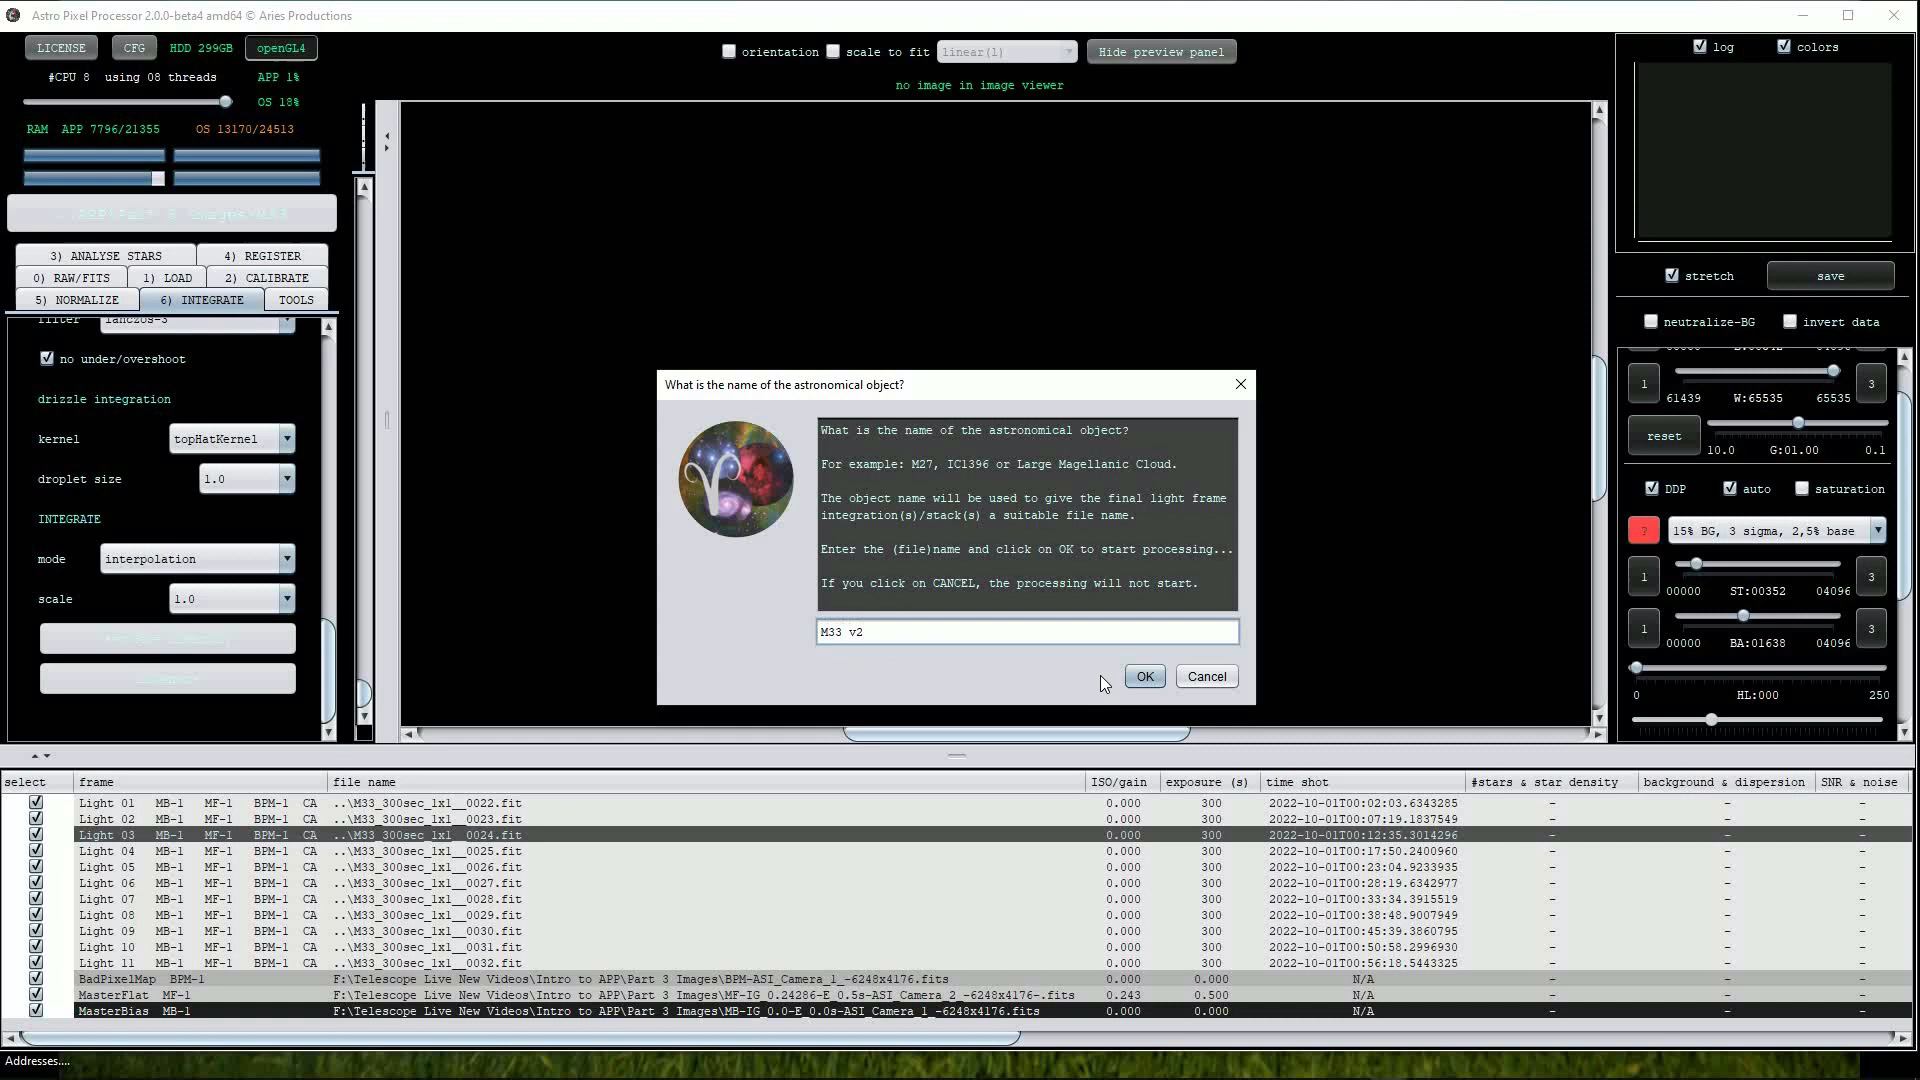 Astro Pixel Processor 2.0.0-beta4 amd64 © Aries Productions
LICENSE CFG HDD 299GB openGL4
#CPU 8 using 08 threads APP 1%
OS 18%
RAM APP 7796/21355 OS 13170/24513
3) ANALYSE STARS 4) REGISTER
0) RAW/FITS 1) LOAD 2) CALIBRATE
5) NORMALIZE 6) INTEGRATE TOOLS
filter lanczos-3
no under/overshoot
drizzle integration
kernel topHatKernel
droplet size 1.0
INTEGRATE
mode interpolation
scale 1.0
orientation scale to fit linear(1) Hide preview panel
no image in image viewer
What is the name of the astronomical object?
What is the name of the astronomical object?
For example: M27, IC1396 or Large Magellanic Cloud.
The object name will be used to give the final light frame
integration(s)/stack(s) a suitable file name.
Enter the (file)name and click on OK to start processing...
If you click on CANCEL, the processing will not start.
M33 v2
OK Cancel
log colors
stretch save
neutralize-BG invert data
1 3
61439 W:65535 65535
reset
10.0 G:01.00 0.1
DDP auto saturation
? 15% BG, 3 sigma, 2,5% base
1 3
00000 ST:00352 04096
1 3
00000 BA:01638 04096
0 HL:000 250
select frame file name ISO/gain exposure (s) time shot #stars & star density background & dispersion SNR & noise
Light 01 MB-1 MF-1 BPM-1 CA ..\M33_300sec_1x1__0022.fit 0.000 300 2022-10-01T00:02:03.6343285 - - -
Light 02 MB-1 MF-1 BPM-1 CA ..\M33_300sec_1x1__0023.fit 0.000 300 2022-10-01T00:07:19.1837549 - - -
Light 03 MB-1 MF-1 BPM-1 CA ..\M33_300sec_1x1__0024.fit 0.000 300 2022-10-01T00:12:35.3014296 - - -
Light 04 MB-1 MF-1 BPM-1 CA ..\M33_300sec_1x1__0025.fit 0.000 300 2022-10-01T00:17:50.2400960 - - -
Light 05 MB-1 MF-1 BPM-1 CA ..\M33_300sec_1x1__0026.fit 0.000 300 2022-10-01T00:23:04.9233935 - - -
Light 06 MB-1 MF-1 BPM-1 CA ..\M33_300sec_1x1__0027.fit 0.000 300 2022-10-01T00:28:19.6342977 - - -
Light 07 MB-1 MF-1 BPM-1 CA ..\M33_300sec_1x1__0028.fit 0.000 300 2022-10-01T00:33:34.3915519 - - -
Light 08 MB-1 MF-1 BPM-1 CA ..\M33_300sec_1x1__0029.fit 0.000 300 2022-10-01T00:38:48.9007949 - - -
Light 09 MB-1 MF-1 BPM-1 CA ..\M33_300sec_1x1__0030.fit 0.000 300 2022-10-01T00:45:39.3860795 - - -
Light 10 MB-1 MF-1 BPM-1 CA ..\M33_300sec_1x1__0031.fit 0.000 300 2022-10-01T00:50:58.2996930 - - -
Light 11 MB-1 MF-1 BPM-1 CA ..\M33_300sec_1x1__0032.fit 0.000 300 2022-10-01T00:56:18.5443325 - - -
BadPixelMap BPM-1 F:\Telescope Live New Videos\Intro to APP\Part 3 Images\BPM-ASI_Camera_1_-6248x4176.fits 0.000 0.000 N/A - - -
MasterFlat MF-1 F:\Telescope Live New Videos\Intro to APP\Part 3 Images\MF-IG_0.24286-E_0.5s-ASI_Camera_2_-6248x4176-.fits 0.243 0.500 N/A - - -
MasterBias MB-1 F:\Telescope Live New Videos\Intro to APP\Part 3 Images\MB-IG_0.0-E_0.0s-ASI_Camera_1_-6248x4176.fits 0.000 0.000 N/A - - -
Addresses....